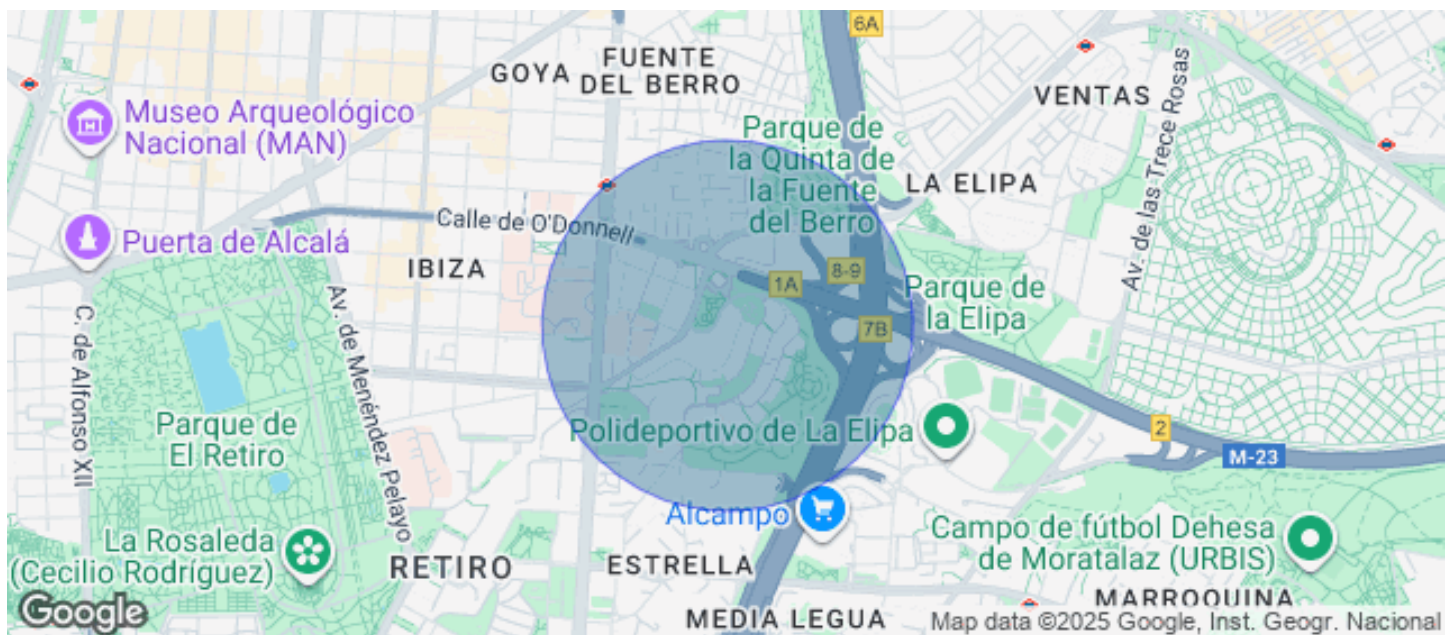 6A
FUENTE
DEL BERRO
GOYA
VENTAS
Museo Arqueológico
Nacional (MAN)
Parque de
la Quinta de
la Fuente
del Berro
LA ELIPA
Av. de las Trece Rosas
Calle de O'Donnell
Puerta de Alcalá
IBIZA
8-9
1A
7B
Parque de
la Elipa
C. de Alfonso XII
Av. de Menéndez Pelayo
Parque de
El Retiro
Polideportivo de La Elipa
2
M-23
Alcampo
La Rosaleda
(Cecilio Rodríguez)
RETIRO
ESTRELLA
Campo de fútbol Dehesa
de Moratalaz (URBIS)
MARROQUINA
MEDIA LEGUA
Google
Map data ©2025 Google, Inst. Geogr. Nacional